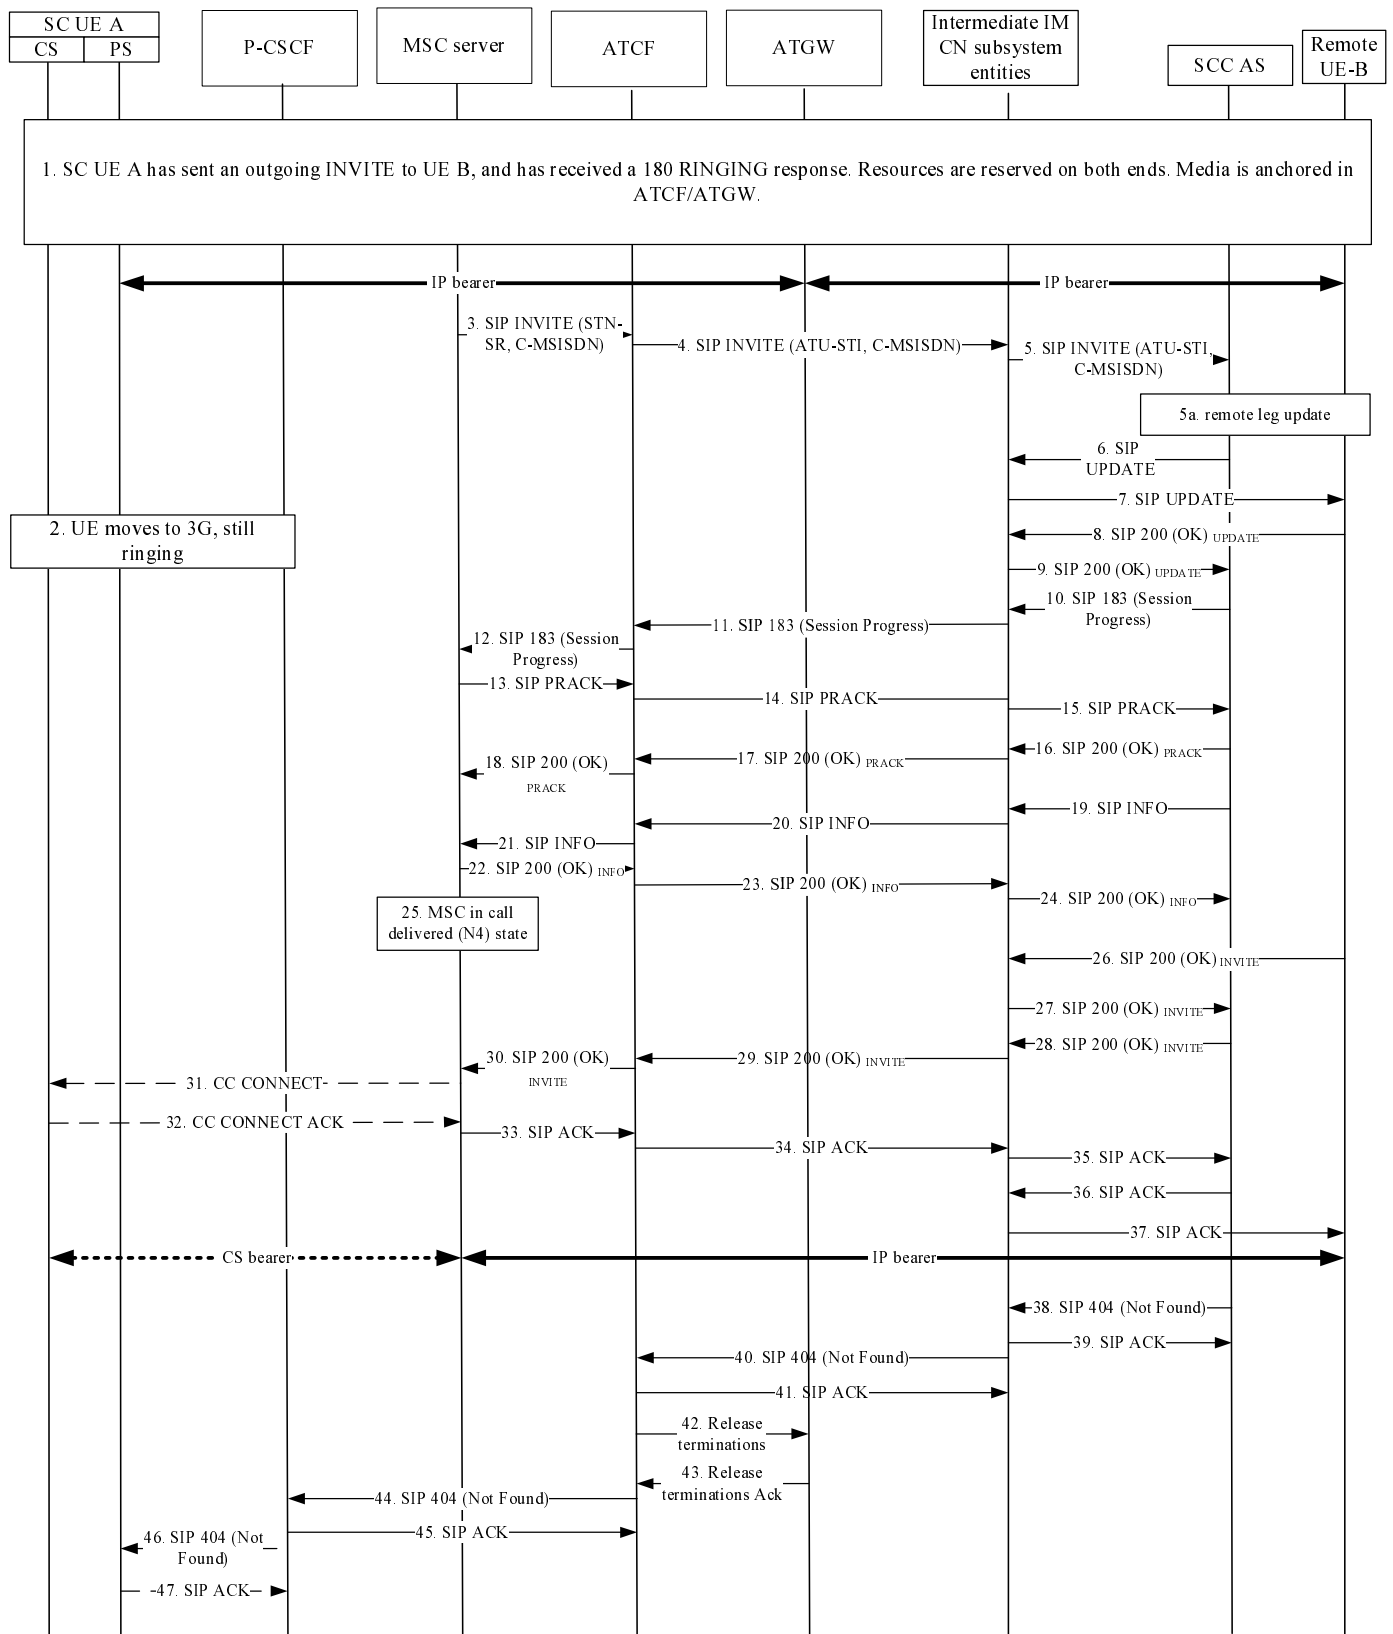 SC UE A
CS
PS
P-CSCF
MSC server
ATCF
ATGW
Intermediate IM
CN subsystem
entities
SCC AS
Remote
UE-B
1. SC UE A has sent an outgoing INVITE to UE B, and has received a 180 RINGING response. Resources are reserved on both ends. Media is anchored in
ATCF/ATGW.
IP bearer
IP bearer
3. SIP INVITE (STN-
SR, C-MSISDN)
4. SIP INVITE (ATU-STI, C-MSISDN)
5. SIP INVITE (ATU-STI,
C-MSISDN)
5a. remote leg update
6. SIP
UPDATE
7. SIP UPDATE
2. UE moves to 3G, still
ringing
8. SIP 200 (OK) UPDATE
9. SIP 200 (OK) UPDATE
10. SIP 183 (Session
Progress)
11. SIP 183 (Session Progress)
12. SIP 183 (Session
Progress)
13. SIP PRACK
14. SIP PRACK
15. SIP PRACK
16. SIP 200 (OK) PRACK
17. SIP 200 (OK) PRACK
18. SIP 200 (OK)
PRACK
19. SIP INFO
20. SIP INFO
21. SIP INFO
22. SIP 200 (OK) INFO
23. SIP 200 (OK) INFO
24. SIP 200 (OK) INFO
25. MSC in call
delivered (N4) state
26. SIP 200 (OK) INVITE
27. SIP 200 (OK) INVITE
28. SIP 200 (OK) INVITE
29. SIP 200 (OK) INVITE
30. SIP 200 (OK)
INVITE
31. CC CONNECT
32. CC CONNECT ACK
33. SIP ACK
34. SIP ACK
35. SIP ACK
36. SIP ACK
37. SIP ACK
CS bearer
IP bearer
38. SIP 404 (Not Found)
39. SIP ACK
40. SIP 404 (Not Found)
41. SIP ACK
42. Release
terminations
43. Release
terminations Ack
44. SIP 404 (Not Found)
45. SIP ACK
46. SIP 404 (Not
Found)
47. SIP ACK